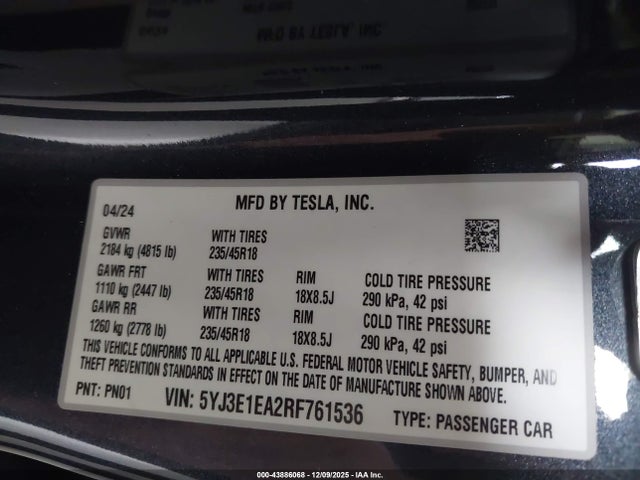 MFD BY TESLA, INC.
04/24
GVWR
2184 kg (4815 lb)
WITH TIRES
235/45R18
GAWR FRT
1110 kg (2447 lb)
WITH TIRES
235/45R18
RIM
18X8.5J
COLD TIRE PRESSURE
290 kPa, 42 psi
GAWR RR
1260 kg (2778 lb)
WITH TIRES
235/45R18
RIM
18X8.5J
COLD TIRE PRESSURE
290 kPa, 42 psi
THIS VEHICLE CONFORMS TO ALL APPLICABLE U.S. FEDERAL MOTOR VEHICLE SAFETY, BUMPER, AND
THEFT PREVENTION STANDARDS IN EFFECT ON THE DATE OF MANUFACTURE SHOWN ABOVE.
PNT: PN01
VIN: 5YJ3E1EA2RF761536
TYPE: PASSENGER CAR
000-43886068 - 12/09/2025 - IAA Inc.